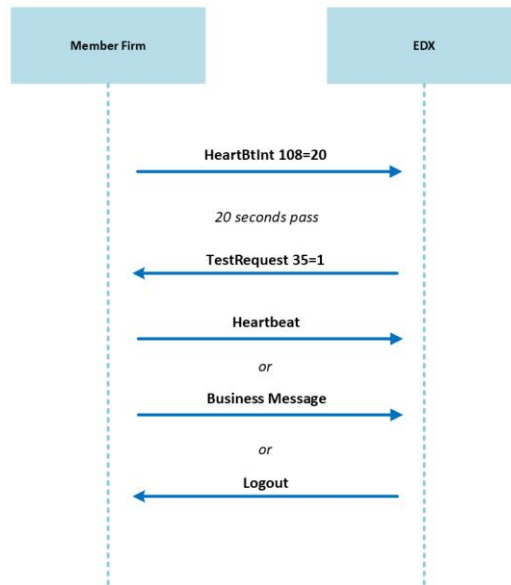 Member Firm
EDX
HeartBtInt 108=20
20 seconds pass
TestRequest 35=1
Heartbeat
or
Business Message
or
Logout